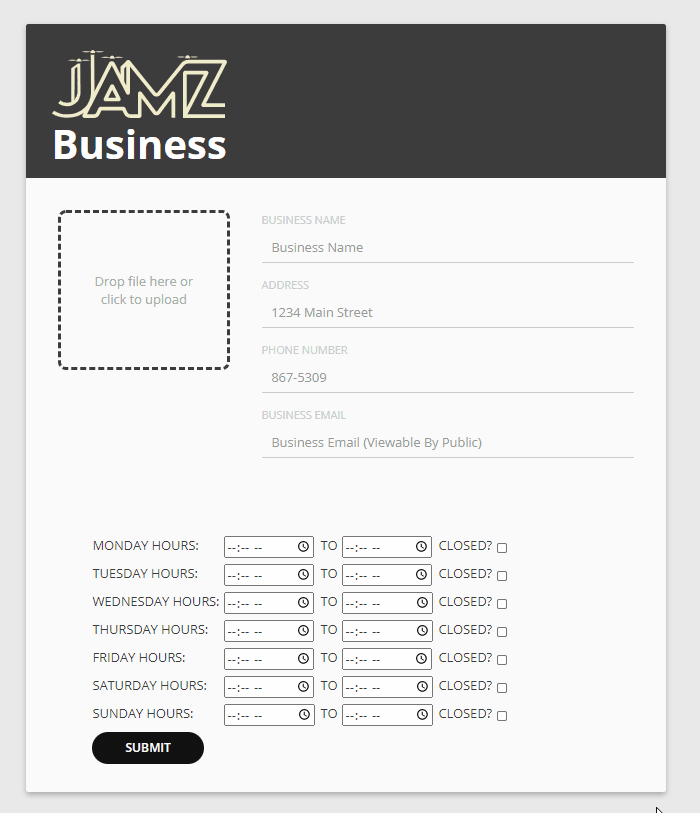 JAMZ
Business
Drop file here or
click to upload
BUSINESS NAME
Business Name
ADDRESS
1234 Main Street
PHONE NUMBER
867-5309
BUSINESS EMAIL
Business Email (Viewable By Public)
MONDAY HOURS: --:-- -- TO --:-- -- CLOSED?
TUESDAY HOURS: --:-- -- TO --:-- -- CLOSED?
WEDNESDAY HOURS: --:-- -- TO --:-- -- CLOSED?
THURSDAY HOURS: --:-- -- TO --:-- -- CLOSED?
FRIDAY HOURS: --:-- -- TO --:-- -- CLOSED?
SATURDAY HOURS: --:-- -- TO --:-- -- CLOSED?
SUNDAY HOURS: --:-- -- TO --:-- -- CLOSED?
SUBMIT